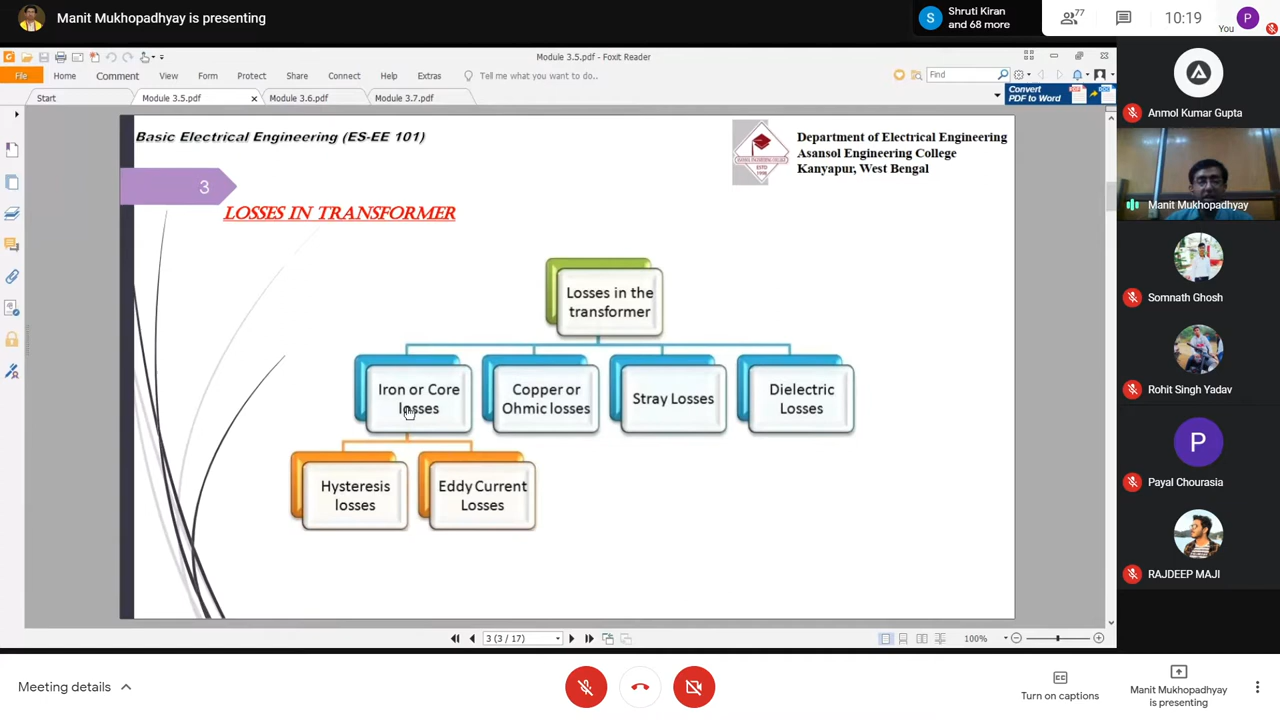 Manit Mukhopadhyay is presenting
S
Shruti Kiran
and 68 more
77
10:19
P
You
Module 3.5.pdf - Foxit Reader
File
Home
Comment
View
Form
Protect
Share
Connect
Help
Extras
Tell me what you want to do..
Find
Start
Module 3.5.pdf
Module 3.6.pdf
Module 3.7.pdf
Convert
PDF to Word
Basic Electrical Engineering (ES-EE 101)
Department of Electrical Engineering
Asansol Engineering College
Kanyapur, West Bengal
3
LOSSES IN TRANSFORMER
Losses in the
transformer
Iron or Core
losses
Copper or
Ohmic losses
Stray Losses
Dielectric
Losses
Hysteresis
losses
Eddy Current
Losses
3 (3 / 17)
100%
Anmol Kumar Gupta
Manit Mukhopadhyay
Somnath Ghosh
Rohit Singh Yadav
P
Payal Chourasia
RAJDEEP MAJI
Meeting details
Turn on captions
Manit Mukhopadhyay
is presenting